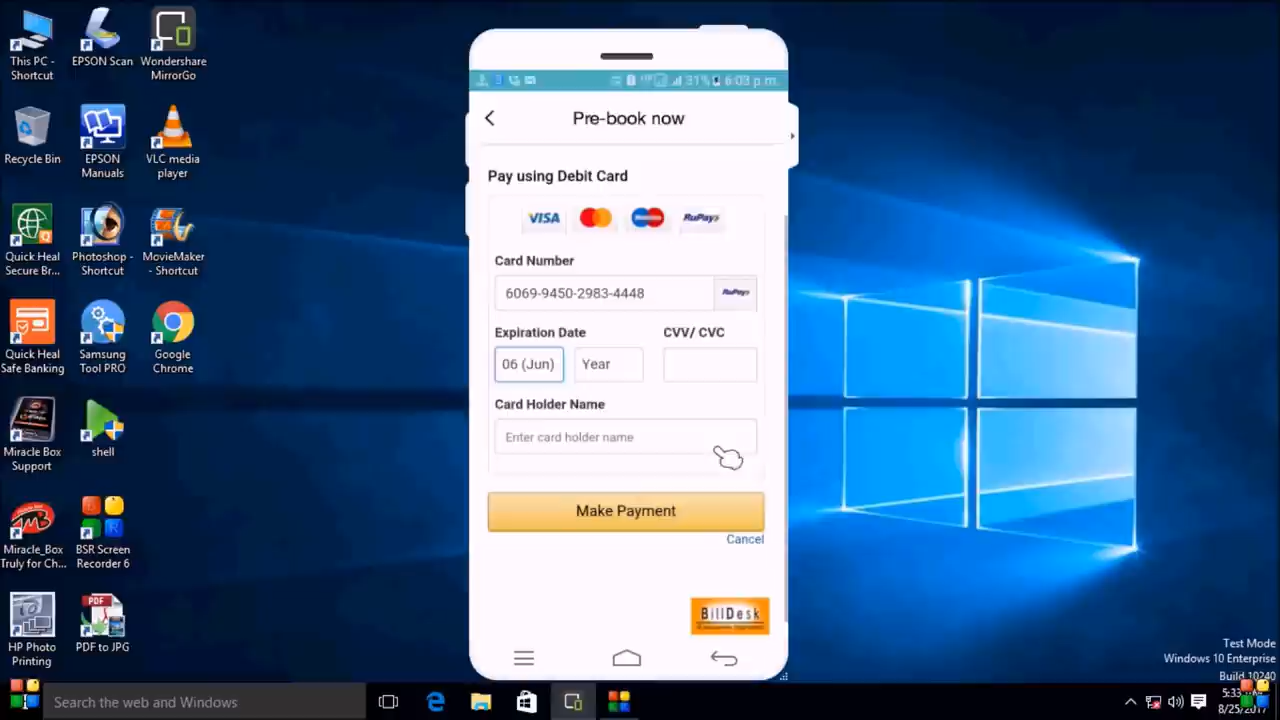 This PC -
Shortcut
EPSON Scan
Wondershare
MirrorGo
Recycle Bin
EPSON
Manuals
VLC media
player
Quick Heal
Secure Br...
Photoshop -
Shortcut
MovieMaker
- Shortcut
Quick Heal
Safe Banking
Samsung
Tool PRO
Google
Chrome
Miracle Box
Support
shell
Miracle_Box
Truly for Ch...
BSR Screen
Recorder 6
HP Photo
Printing
PDF
PDF to JPG
31% 6:03 p.m.
Pre-book now
Pay using Debit Card
VISA
RuPay
Card Number
6069-9450-2983-4448
RuPay
Expiration Date
CVV/ CVC
06 (Jun)
Year
Card Holder Name
Enter card holder name
Make Payment
Cancel
BillDesk
Test Mode
Windows 10 Enterprise
Build 10240
Search the web and Windows
8/25/2017